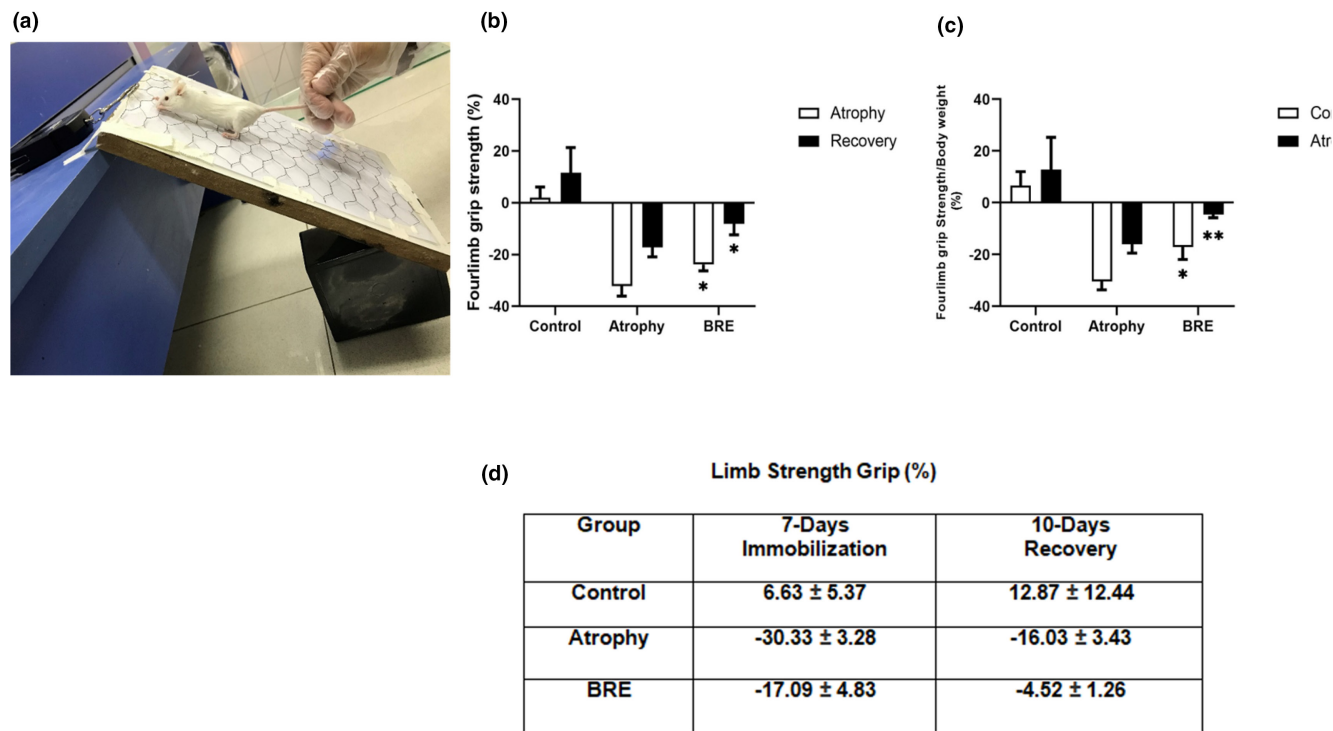 (a)
(b)
(c)
Fourlimb grip strength (%)
40
20
0
-20
-40
Atrophy
Recovery
*
*
Control
Atrophy
BRE
Fourlimb grip Strength/Body weight
(%)
40
20
0
-20
-40
Co
Atr
*
**
Control
Atrophy
BRE
(d)
Limb Strength Grip (%)
Group
7-Days
Immobilization
10-Days
Recovery
Control
6.63 ± 5.37
12.87 ± 12.44
Atrophy
-30.33 ± 3.28
-16.03 ± 3.43
BRE
-17.09 ± 4.83
-4.52 ± 1.26